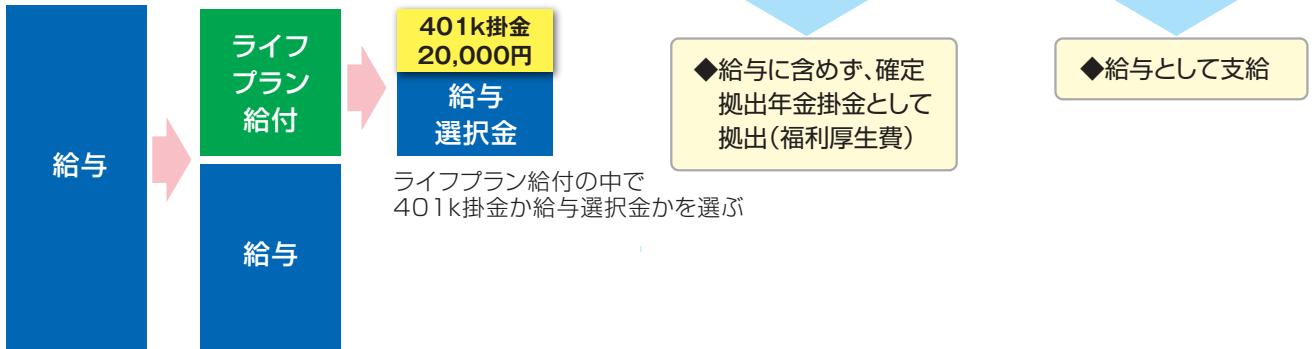 給与
ライフ
プラン
給付
給与
401k掛金
20,000円
給与
選択金
ライフプラン給付の中で
401k掛金か給与選択金かを選ぶ
◆給与に含めず、確定
拠出年金掛金として
拠出(福利厚生費)
◆給与として支給